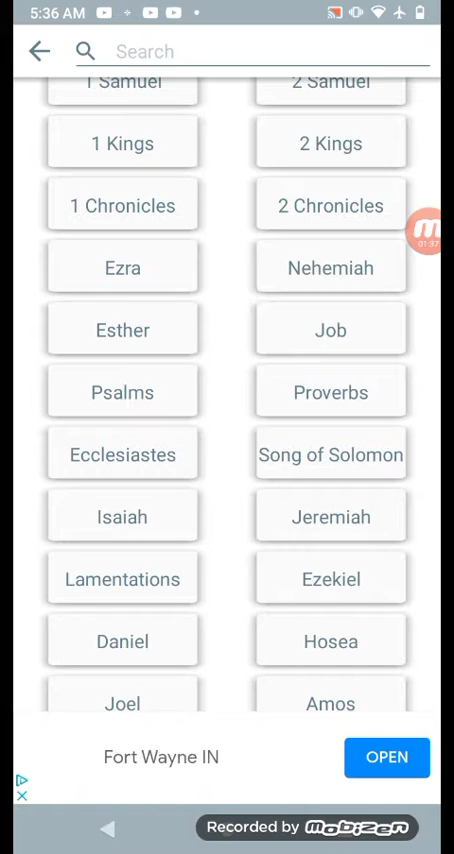 5:36 AM
Search
1 Samuel 2 Samuel
1 Kings 2 Kings
1 Chronicles 2 Chronicles
01:37
Ezra Nehemiah
Esther Job
Psalms Proverbs
Ecclesiastes Song of Solomon
Isaiah Jeremiah
Lamentations Ezekiel
Daniel Hosea
Joel Amos
Fort Wayne IN OPEN
Recorded by mobizen